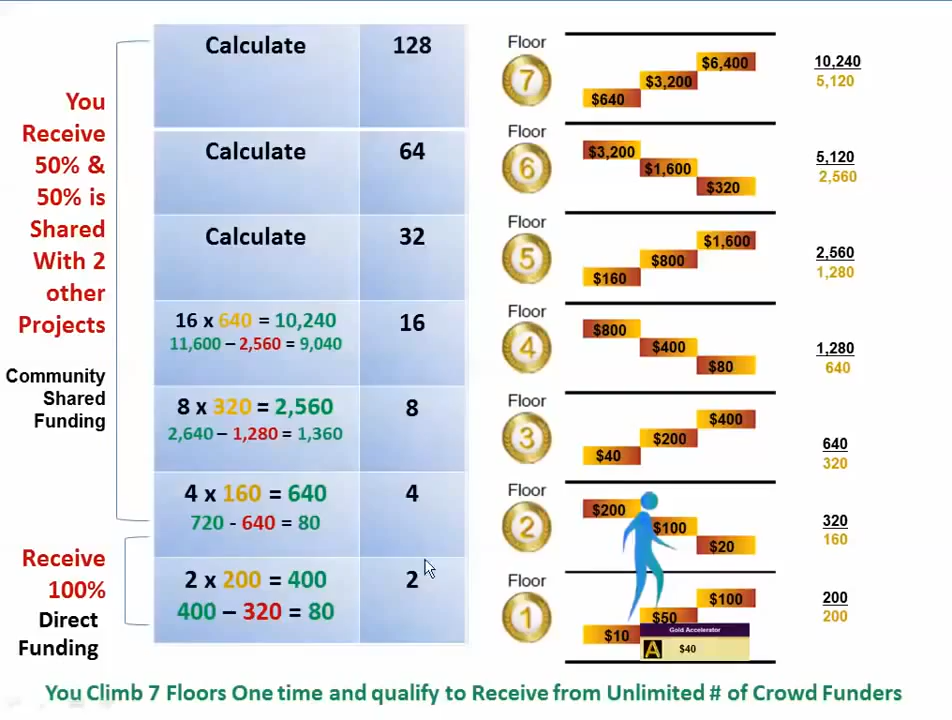 You
Receive
50% &
50% is
Shared
With 2
other
Projects
Community
Shared
Funding
Receive
100%
Direct
Funding
Calculate 128
Calculate 64
Calculate 32
16 x 640 = 10,240 16
11,600 – 2,560 = 9,040
8 x 320 = 2,560 8
2,640 – 1,280 = 1,360
4 x 160 = 640 4
720 - 640 = 80
2 x 200 = 400 2
400 – 320 = 80
Floor
7
$640
$3,200
$6,400
10,240
5,120
Floor
6
$3,200
$1,600
$320
5,120
2,560
Floor
5
$160
$800
$1,600
2,560
1,280
Floor
4
$800
$400
$80
1,280
640
Floor
3
$40
$200
$400
640
320
Floor
2
$200
$100
$20
320
160
Floor
1
$10
$50
$100
200
200
Gold Accelerator
A $40
You Climb 7 Floors One time and qualify to Receive from Unlimited # of Crowd Funders